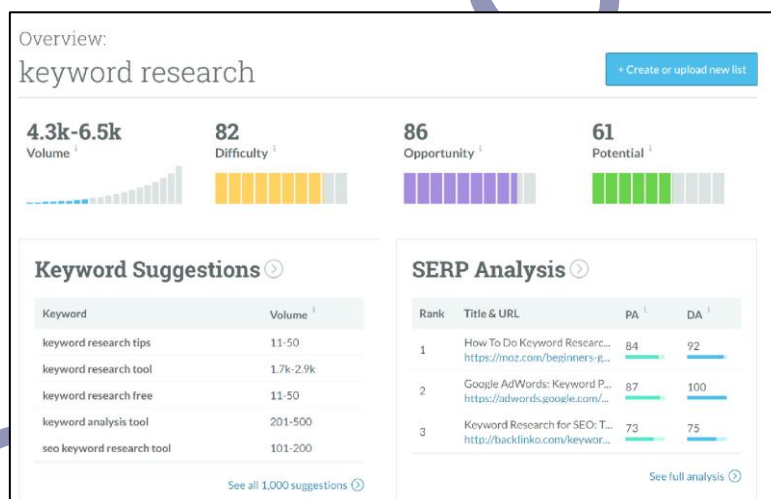 Overview:
keyword research
+ Create or upload new list
4.3k-6.5k
Volume i
82
Difficulty i
86
Opportunity i
61
Potential i
Keyword Suggestions
Keyword Volume i
keyword research tips 11-50
keyword research tool 1.7k-2.9k
keyword research free 11-50
keyword analysis tool 201-500
seo keyword research tool 101-200
See all 1,000 suggestions
SERP Analysis
Rank Title & URL PA i DA i
1 How To Do Keyword Researc... 84 92
https://moz.com/beginners-g...
2 Google AdWords: Keyword P... 87 100
https://adwords.google.com/...
3 Keyword Research for SEO: T... 73 75
http://backlinko.com/keywor...
See full analysis